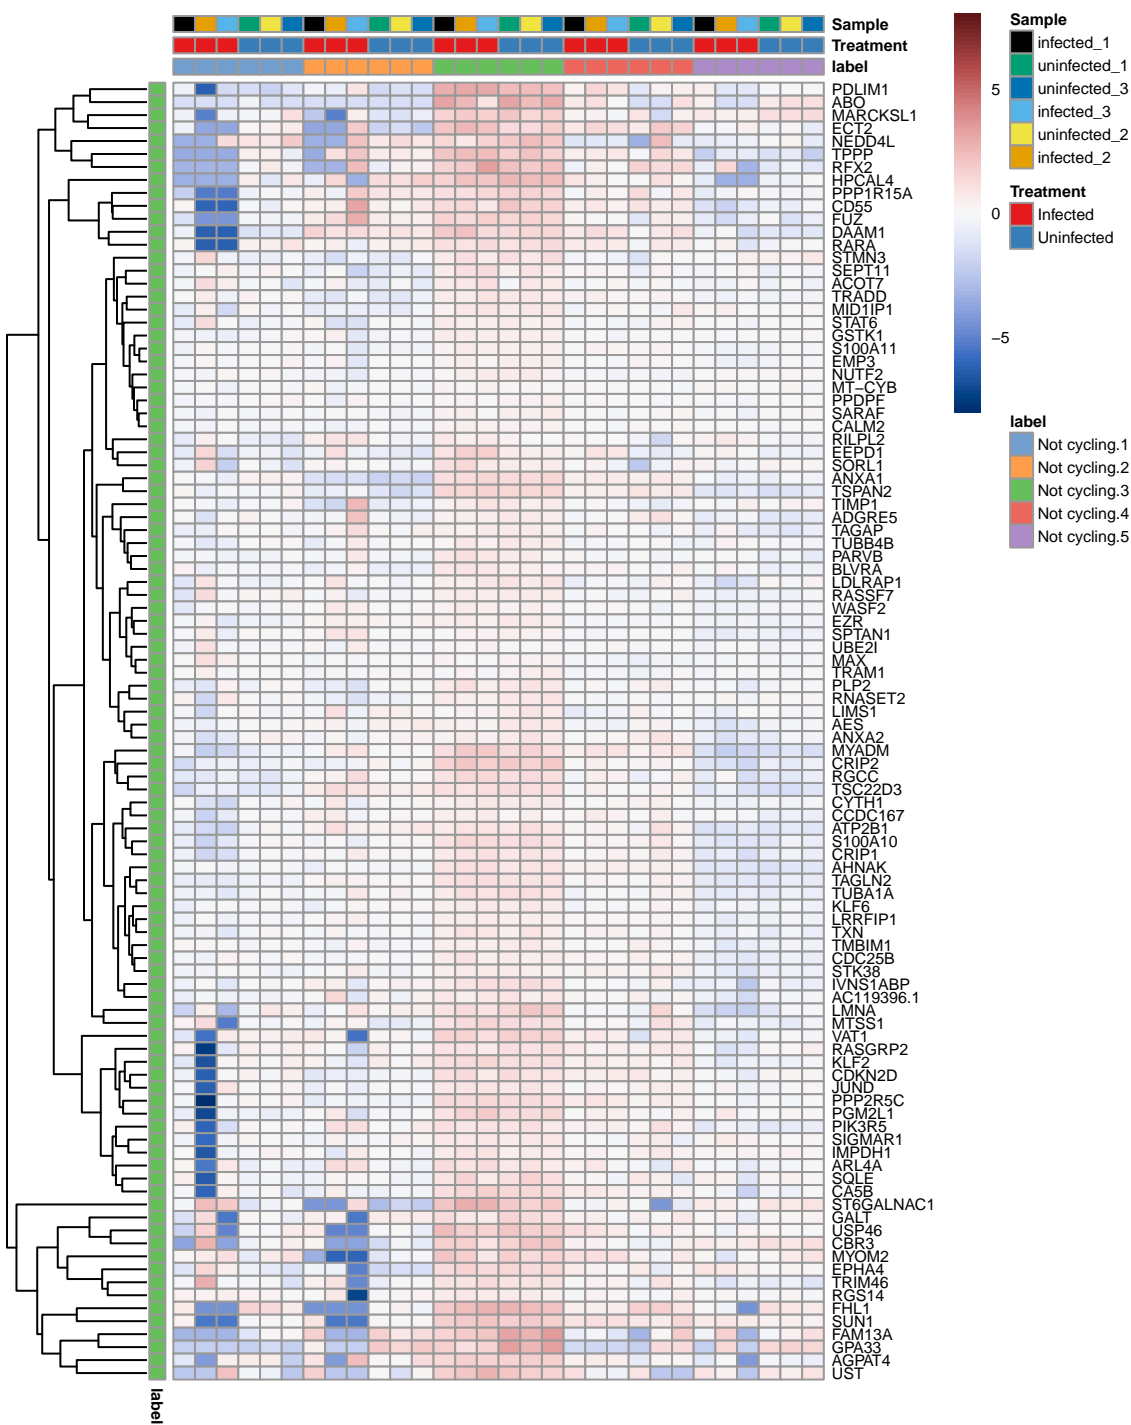 Sample
Treatment
label
PDLIM1
ABO
MARCKSL1
ECT2
NEDD4L
TPPP
RFX2
HPCAL4
PPP1R15A
CD55
FUZ
DAAM1
RARA
STMN3
SEPT11
ACOT7
TRADD
MID1IP1
STAT6
GSTK1
S100A11
EMP3
NUTF2
MT−CYB
PPDPF
SARAF
CALM2
RILPL2
EEPD1
SORL1
ANXA1
TSPAN2
TIMP1
ADGRE5
TAGAP
TUBB4B
PARVB
BLVRA
LDLRAP1
RASSF7
WASF2
EZR
SPTAN1
UBE2I
MAX
TRAM1
PLP2
RNASET2
LIMS1
AES
ANXA2
MYADM
CRIP2
RGCC
TSC22D3
CYTH1
CCDC167
ATP2B1
S100A10
CRIP1
AHNAK
TAGLN2
TUBA1A
KLF6
LRRFIP1
TXN
TMBIM1
CDC25B
STK38
IVNS1ABP
AC119396.1
LMNA
MTSS1
VAT1
RASGRP2
KLF2
CDKN2D
JUND
PPP2R5C
PGM2L1
PIK3R5
SIGMAR1
IMPDH1
ARL4A
SQLE
CA5B
ST6GALNAC1
GALT
USP46
CBR3
MYOM2
EPHA4
TRIM46
RGS14
FHL1
SUN1
FAM13A
GPA33
AGPAT4
UST
label
5
0
−5
Sample
infected_1
uninfected_1
uninfected_3
infected_3
uninfected_2
infected_2
Treatment
Infected
Uninfected
label
Not cycling.1
Not cycling.2
Not cycling.3
Not cycling.4
Not cycling.5